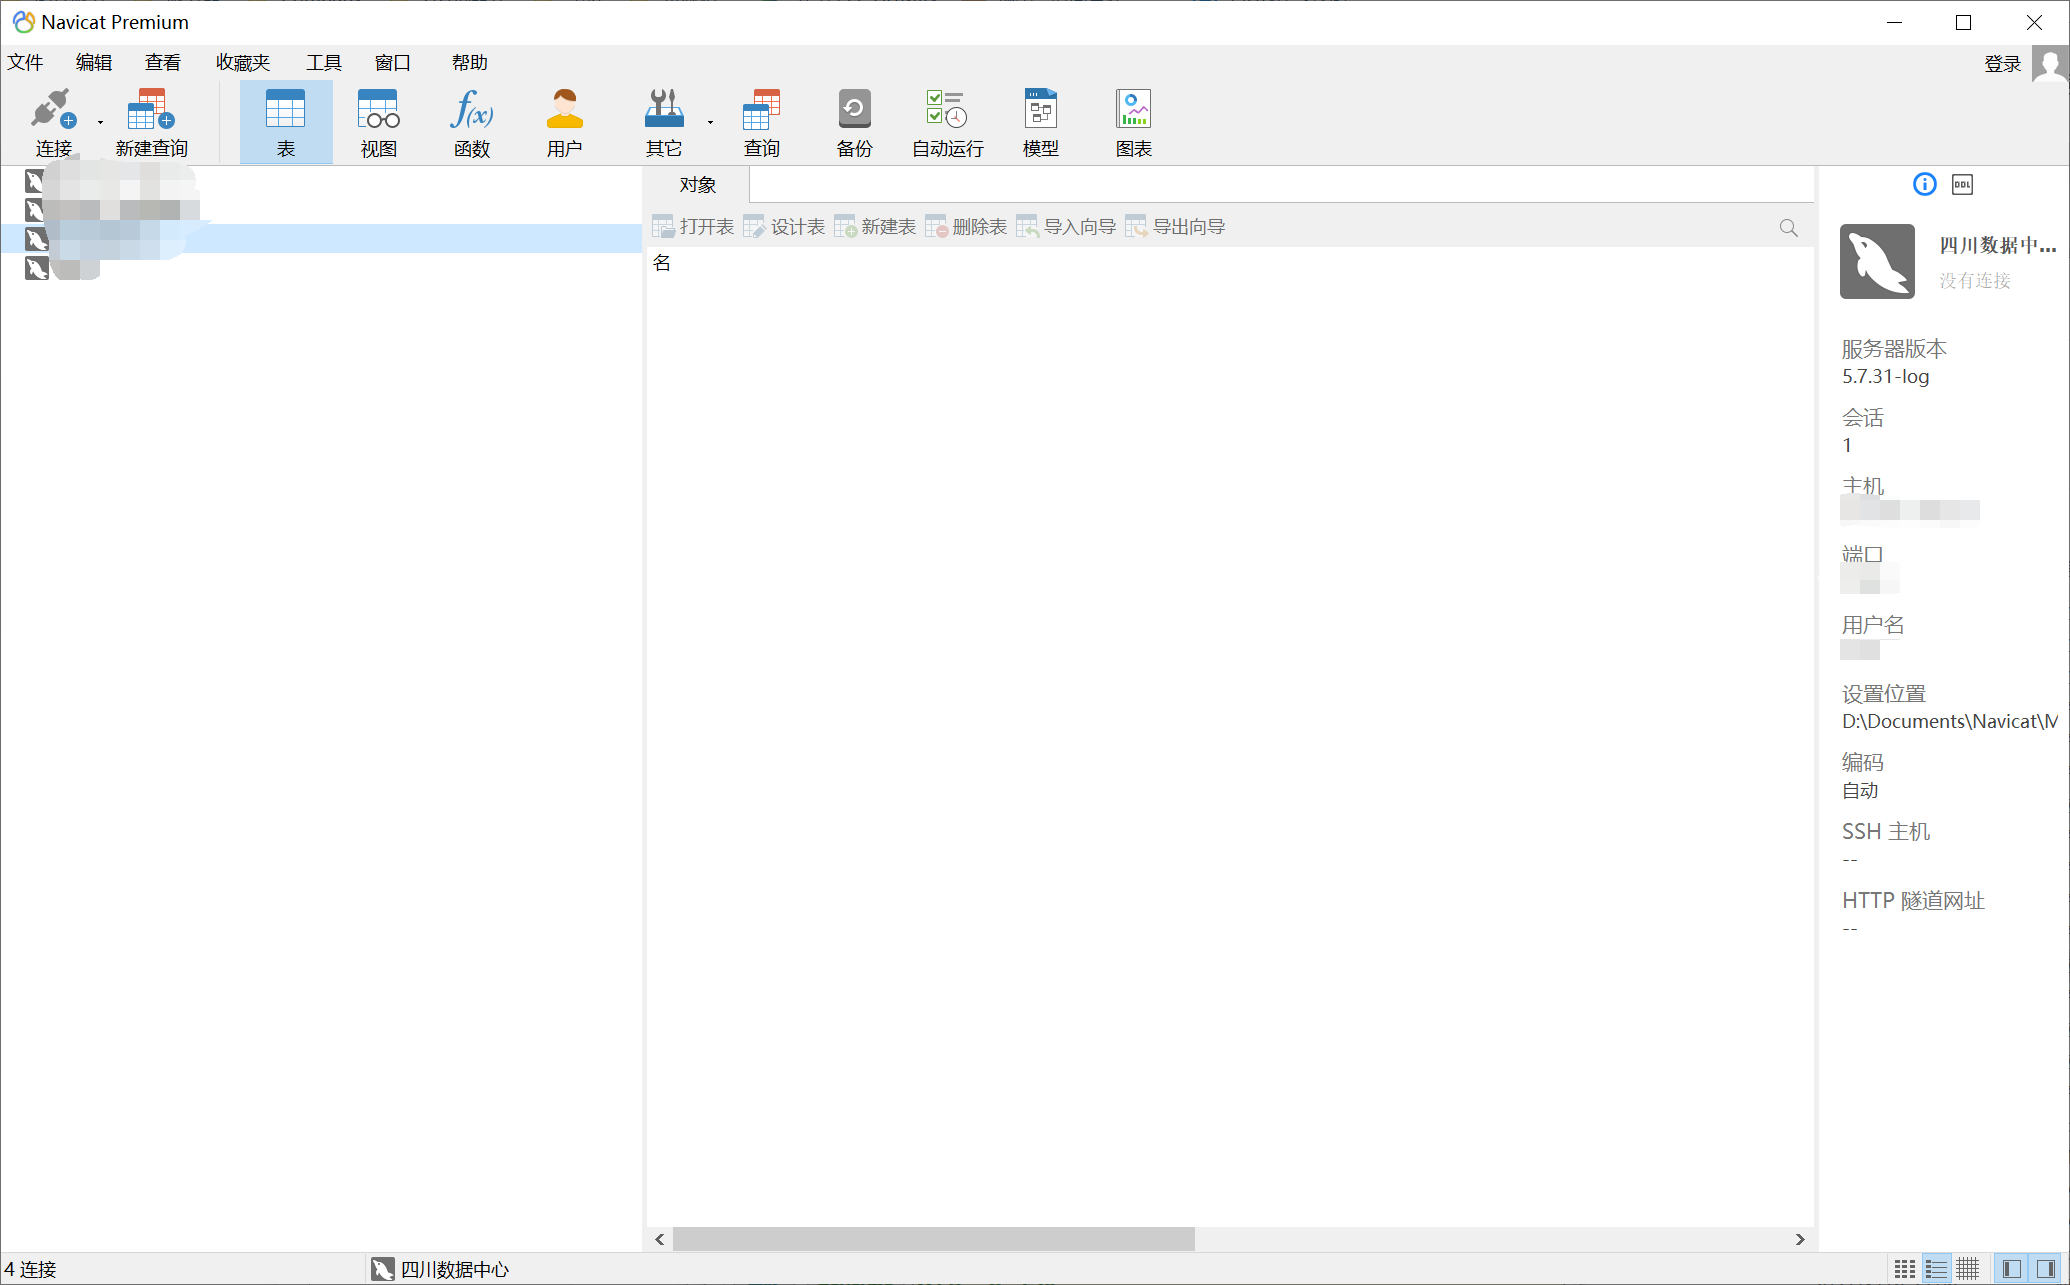 Navicat Premium
文件 编辑 查看 收藏夹 工具 窗口 帮助 登录
连接 新建查询 表 视图 函数 用户 其它 查询 备份 自动运行 模型 图表
对象
打开表 设计表 新建表 删除表 导入向导 导出向导
名
DDL
四川数据中...
没有连接
服务器版本
5.7.31-log
会话
1
主机
端口
用户名
设置位置
D:\Documents\Navicat\M
编码
自动
SSH 主机
--
HTTP 隧道网址
--
4 连接 四川数据中心